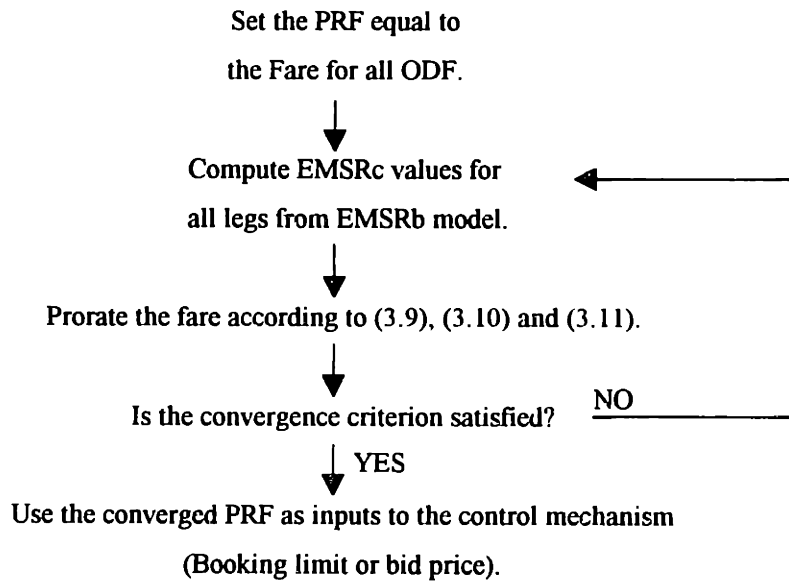 Set the PRF equal to
the Fare for all ODF.
Compute EMSRc values for
all legs from EMSRb model.
Prorate the fare according to (3.9), (3.10) and (3.11).
Is the convergence criterion satisfied?
NO
YES
Use the converged PRF as inputs to the control mechanism
(Booking limit or bid price).